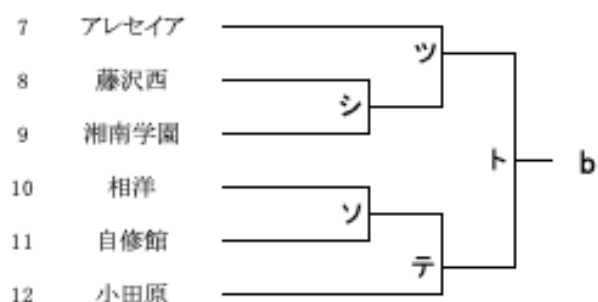 7 アレセイア
ツ
8 藤沢西
シ
9 湘南学園
ト b
10 相洋
ソ
11 自修館
テ
12 小田原